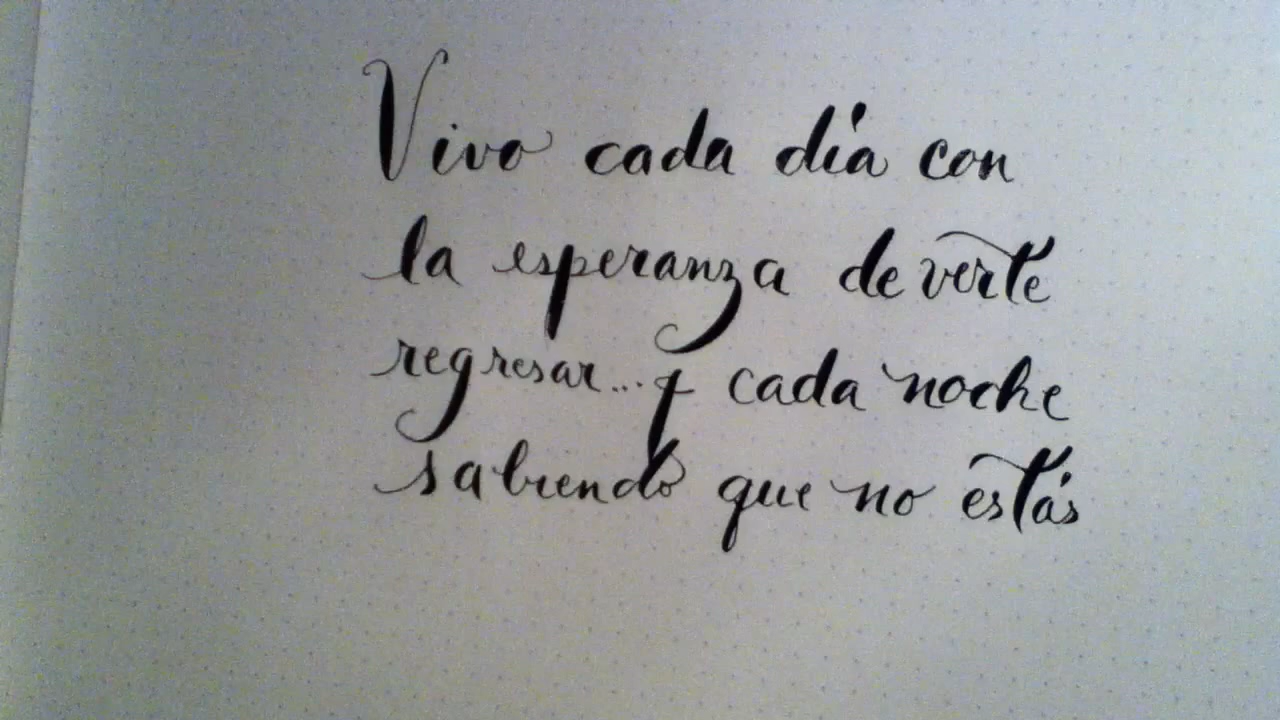 Vivo cada día con
la esperanza de verte
regresar... y cada noche
sabiendo que no estás